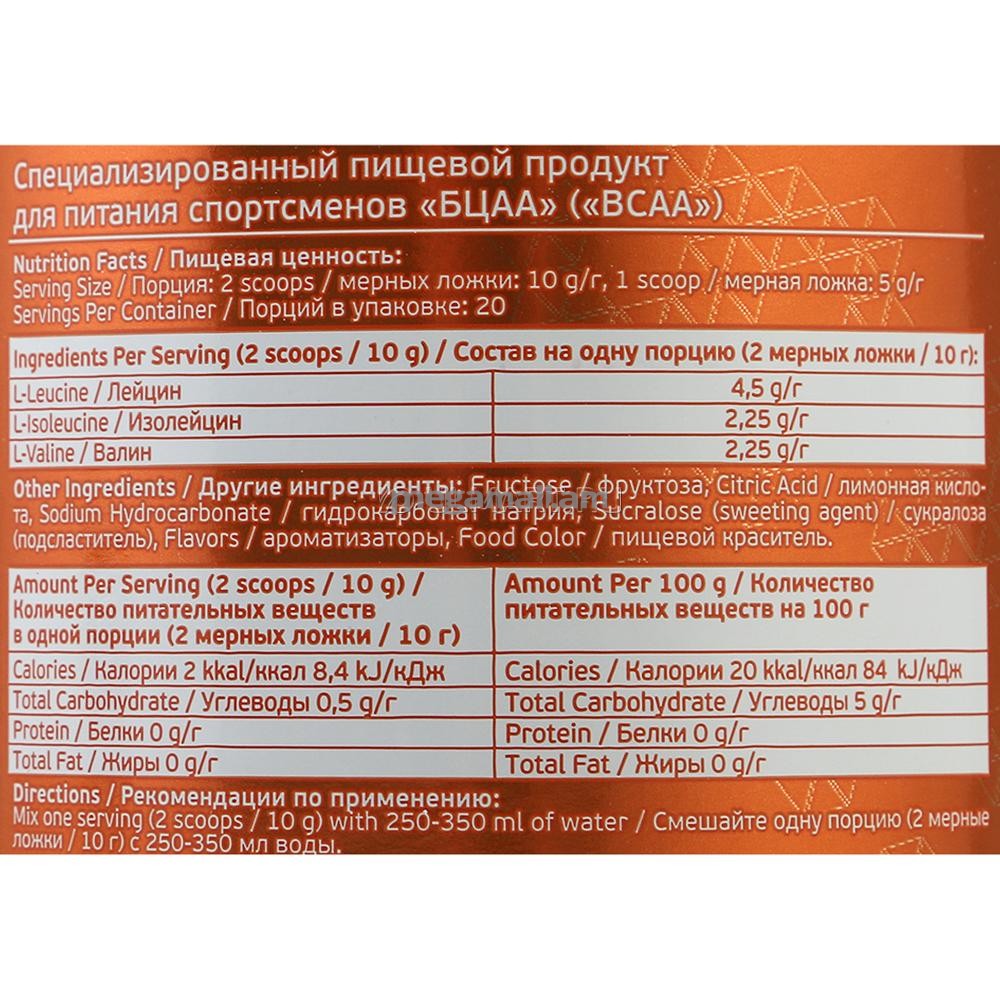 Специализированный пищевой продукт
для питания спортсменов «БЦАА» («BCAA»)
Nutrition Facts / Пищевая ценность:
Serving Size / Порция: 2 scoops / мерных ложки: 10 g/г, 1 scoop / мерная ложка: 5 g/г
Servings Per Container / Порций в упаковке: 20
Ingredients Per Serving (2 scoops / 10 g) / Состав на одну порцию (2 мерных ложки / 10 г):
L-Leucine / Лейцин 4,5 g/г
L-Isoleucine / Изолейцин 2,25 g/г
L-Valine / Валин 2,25 g/г
Other Ingredients / Другие ингредиенты: Fructose / фруктоза, Citric Acid / лимонная кисло-
та, Sodium Hydrocarbonate / гидрокарбонат натрия, Sucralose (sweeting agent) / сукралоза
(подсластитель), Flavors / ароматизаторы, Food Color / пищевой краситель.
Amount Per Serving (2 scoops / 10 g) /
Количество питательных веществ
в одной порции (2 мерных ложки / 10 г)
Amount Per 100 g / Количество
питательных веществ на 100 г
Calories / Калории 2 kkal/ккал 8,4 kJ/кДж Calories / Калории 20 kkal/ккал 84 kJ/кДж
Total Carbohydrate / Углеводы 0,5 g/г Total Carbohydrate / Углеводы 5 g/г
Protein / Белки 0 g/г Protein / Белки 0 g/г
Total Fat / Жиры 0 g/г Total Fat / Жиры 0 g/г
Directions / Рекомендации по применению:
Mix one serving (2 scoops / 10 g) with 250-350 ml of water / Смешайте одну порцию (2 мерные
ложки / 10 г) с 250-350 мл воды.